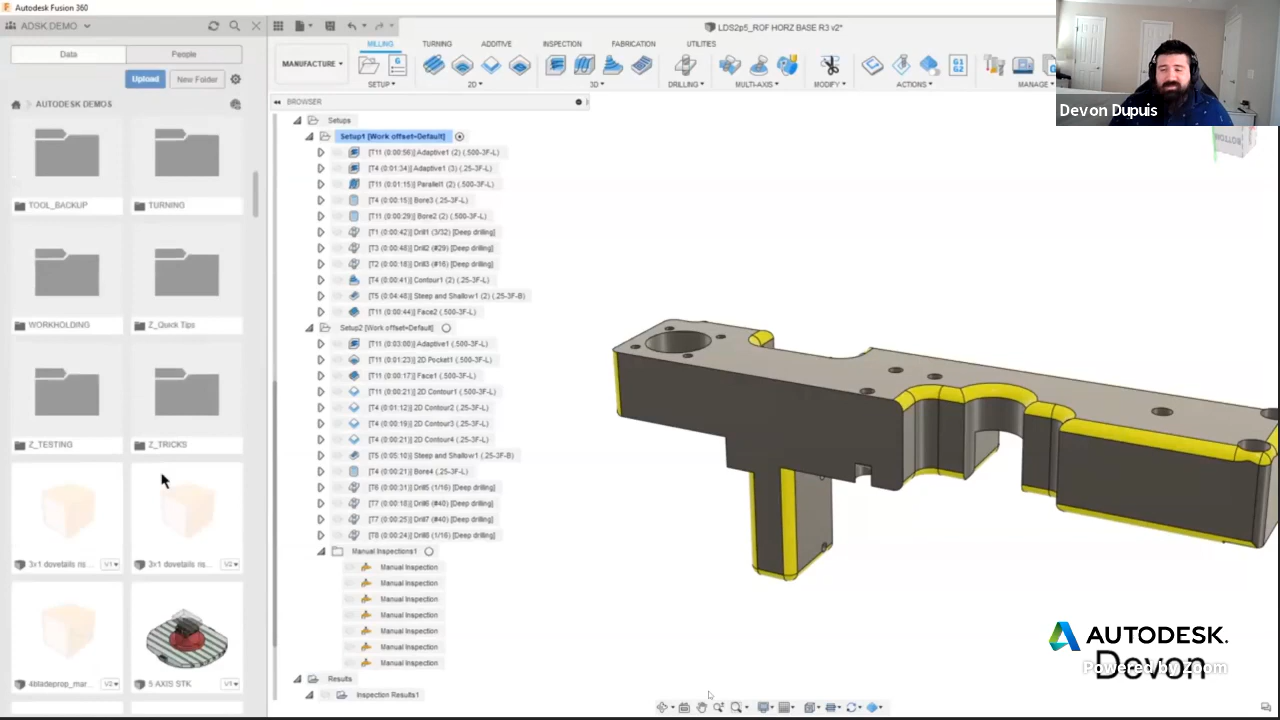 Autodesk Fusion 360
ADSK DEMO
LDS2p5_ROF HORZ BASE R3 v2*
Devon Dupuis
Data
People
MILLING
TURNING
ADDITIVE
INSPECTION
FABRICATION
UTILITIES
MANUFACTURE
SETUP
2D
3D
DRILLING
MULTI-AXIS
MODIFY
ACTIONS
MANAGE
G1
G2
Upload
New Folder
AUTODESK DEMOS
TOOL_BACKUP
TURNING
WORKHOLDING
Z_Quick Tips
Z_TESTING
Z_TRICKS
3x1 dovetails ns...
V1
3x1 dovetails ns...
V2
4bladeprop_mar...
V2
5 AXIS STK
V1
BROWSER
Setups
Setup1 [Work offset=Default]
[T11 (0:00:56)] Adaptive1 (2) (.500-3F-L)
[T4 (0:01:34)] Adaptive1 (3) (.25-3F-L)
[T11 (0:01:15)] Parallel1 (2) (.500-3F-L)
[T4 (0:00:15)] Bore3 (.25-3F-L)
[T11 (0:00:29)] Bore2 (2) (.500-3F-L)
[T1 (0:00:42)] Drill1 (3/32) [Deep drilling]
[T3 (0:00:48)] Drill2 (#29) [Deep drilling]
[T2 (0:00:18)] Drill3 (#16) [Deep drilling]
[T4 (0:00:41)] Contour1 (2) (.25-3F-L)
[T5 (0:04:48)] Steep and Shallow1 (2) (.25-3F-B)
[T11 (0:00:44)] Face2 (.500-3F-L)
Setup2 [Work offset=Default]
[T11 (0:03:00)] Adaptive1 (.500-3F-L)
[T11 (0:01:23)] 2D Pocket1 (.500-3F-L)
[T11 (0:00:17)] Face1 (.500-3F-L)
[T11 (0:00:21)] 2D Contour1 (.500-3F-L)
[T4 (0:01:12)] 2D Contour2 (.25-3F-L)
[T4 (0:00:19)] 2D Contour3 (.25-3F-L)
[T4 (0:00:21)] 2D Contour4 (.25-3F-L)
[T5 (0:05:10)] Steep and Shallow1 (.25-3F-B)
[T4 (0:00:21)] Bore4 (.25-3F-L)
[T6 (0:00:31)] Drill5 (1/16) [Deep drilling]
[T7 (0:00:18)] Drill6 (#40) [Deep drilling]
[T7 (0:00:25)] Drill7 (#40) [Deep drilling]
[T8 (0:00:24)] Drill8 (1/16) [Deep drilling]
Manual Inspections1
Manual Inspection
Manual Inspection
Manual Inspection
Manual Inspection
Manual Inspection
Manual Inspection
Manual Inspection
Results
Inspection Results1
AUTODESK.
Devon
Powered by zoom